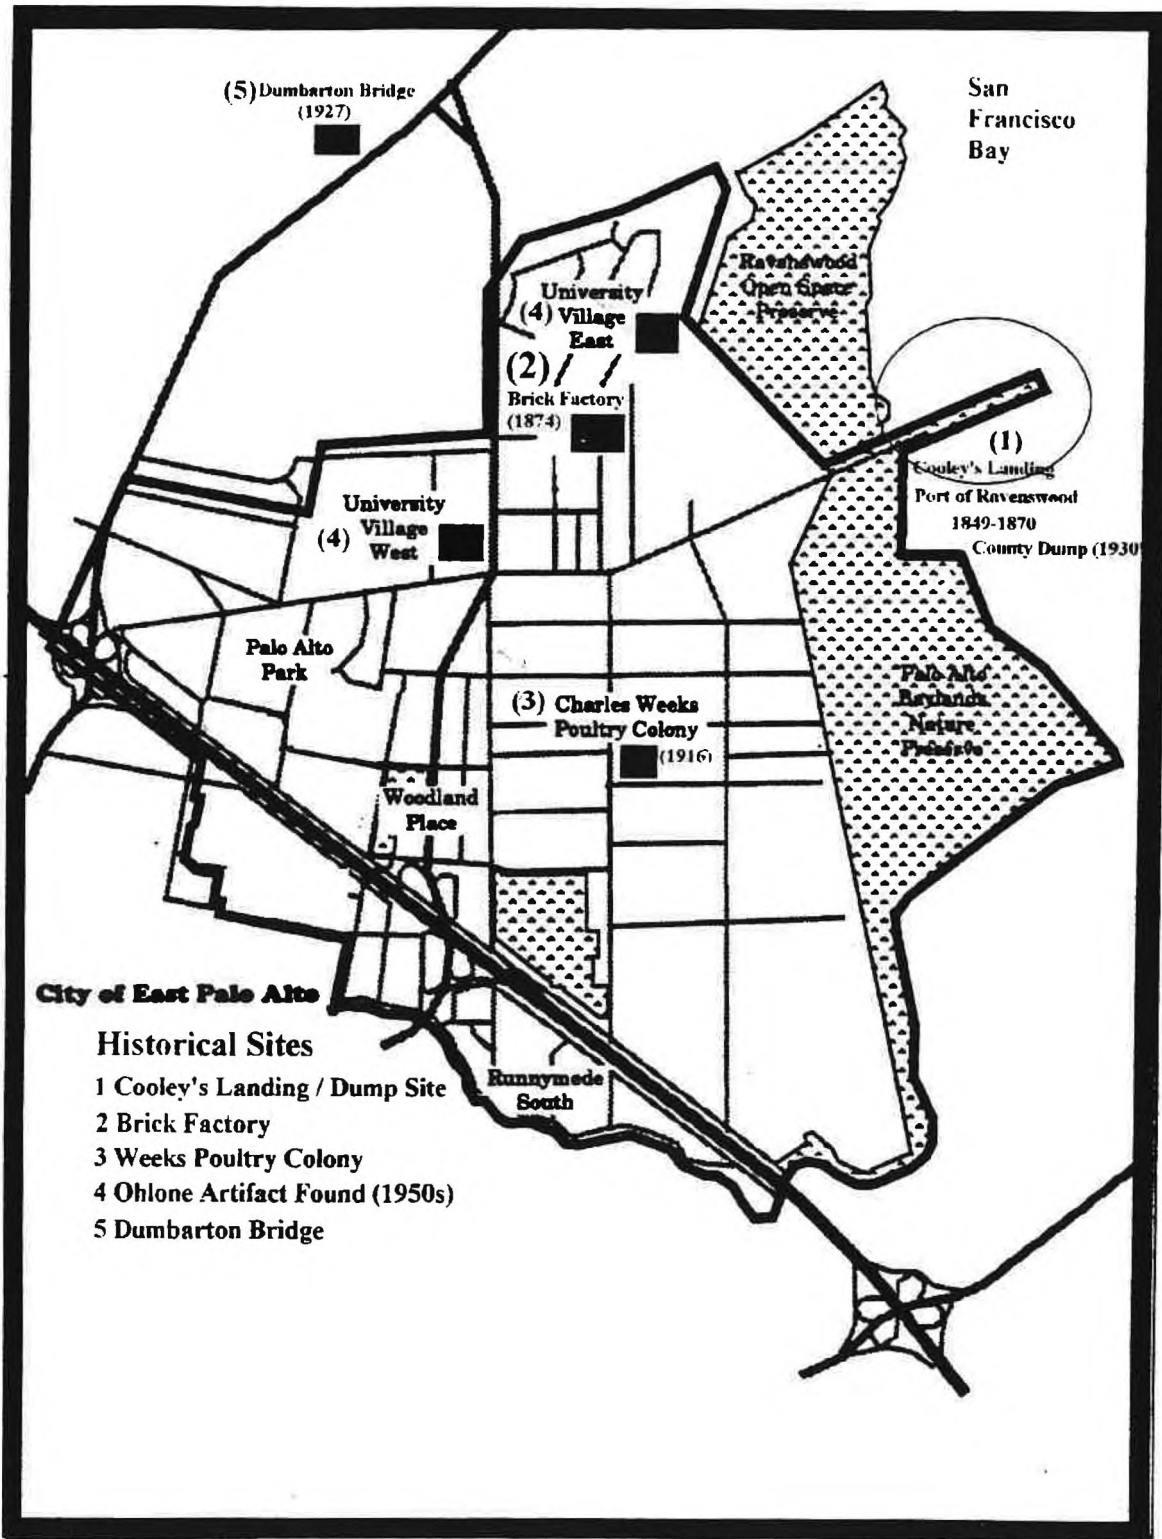 (5) Dumbarton Bridge
(1927)
San
Francisco
Bay
Ravenswood
Open Space
Preserve
University
(4) Village
East
(2)
Brick Factory
(1874)
(1)
Cooley's Landing
Port of Ravenswood
1849-1870
County Dump (1930
University
(4) Village
West
Palo Alto
Park
(3) Charles Weeks
Poultry Colony
(1916)
Palo Alto
Baylands
Nature
Preserve
Woodland
Place
City of East Palo Alto
Historical Sites
1 Cooley's Landing / Dump Site
2 Brick Factory
3 Weeks Poultry Colony
4 Ohlone Artifact Found (1950s)
5 Dumbarton Bridge
Runnymede
South